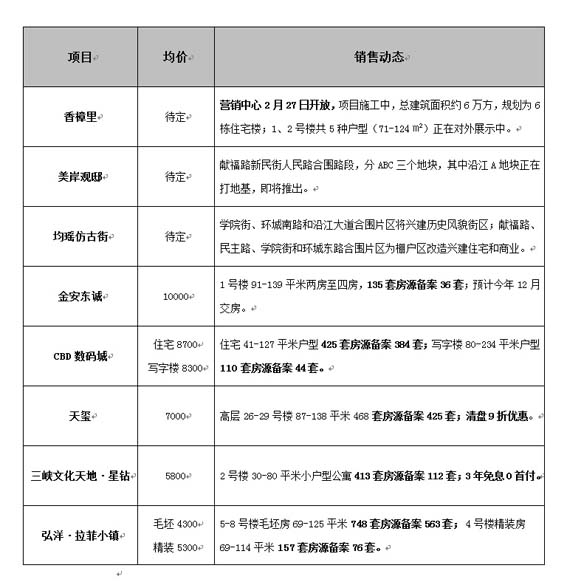 项目 均价 销售动态
香樟里 待定 营销中心 2 月 27 日开放，项目施工中，总建筑面积约 6 万方，规划为 6
栋住宅楼；1、2 号楼共 5 种户型（71-124 ㎡）正在对外展示中。
美岸观邸 待定 献福路新民街人民路合围路段，分 ABC 三个地块，其中沿江 A 地块正在
打地基，即将推出。
均瑶仿古街 待定 学院街、环城南路和沿江大道合围片区将兴建历史风貌街区；献福路、
民主路、学院街和环城东路合围片区为棚户区改造兴建住宅和商业。
金安东诚 10000 1 号楼 91-139 平米两房至四房，135 套房源备案 36 套；预计今年 12 月
交房。
CBD 数码城 住宅 8700 住宅 41-127 平米户型 425 套房源备案 384 套；写字楼 80-234 平米户型
写字楼 8300 110 套房源备案 44 套。
天玺 7000 高层 26-29 号楼 87-138 平米 468 套房源备案 425 套；清盘 9 折优惠。
三峡文化天地·星钻 5800 2 号楼 30-80 平米小户型公寓 413 套房源备案 112 套；3 年免息 0 首付。
弘洋·拉菲小镇 毛坯 4300 5-8 号楼毛坯房 69-125 平米 748 套房源备案 563 套； 4 号楼精装房
精装 5300 69-114 平米 157 套房源备案 76 套。